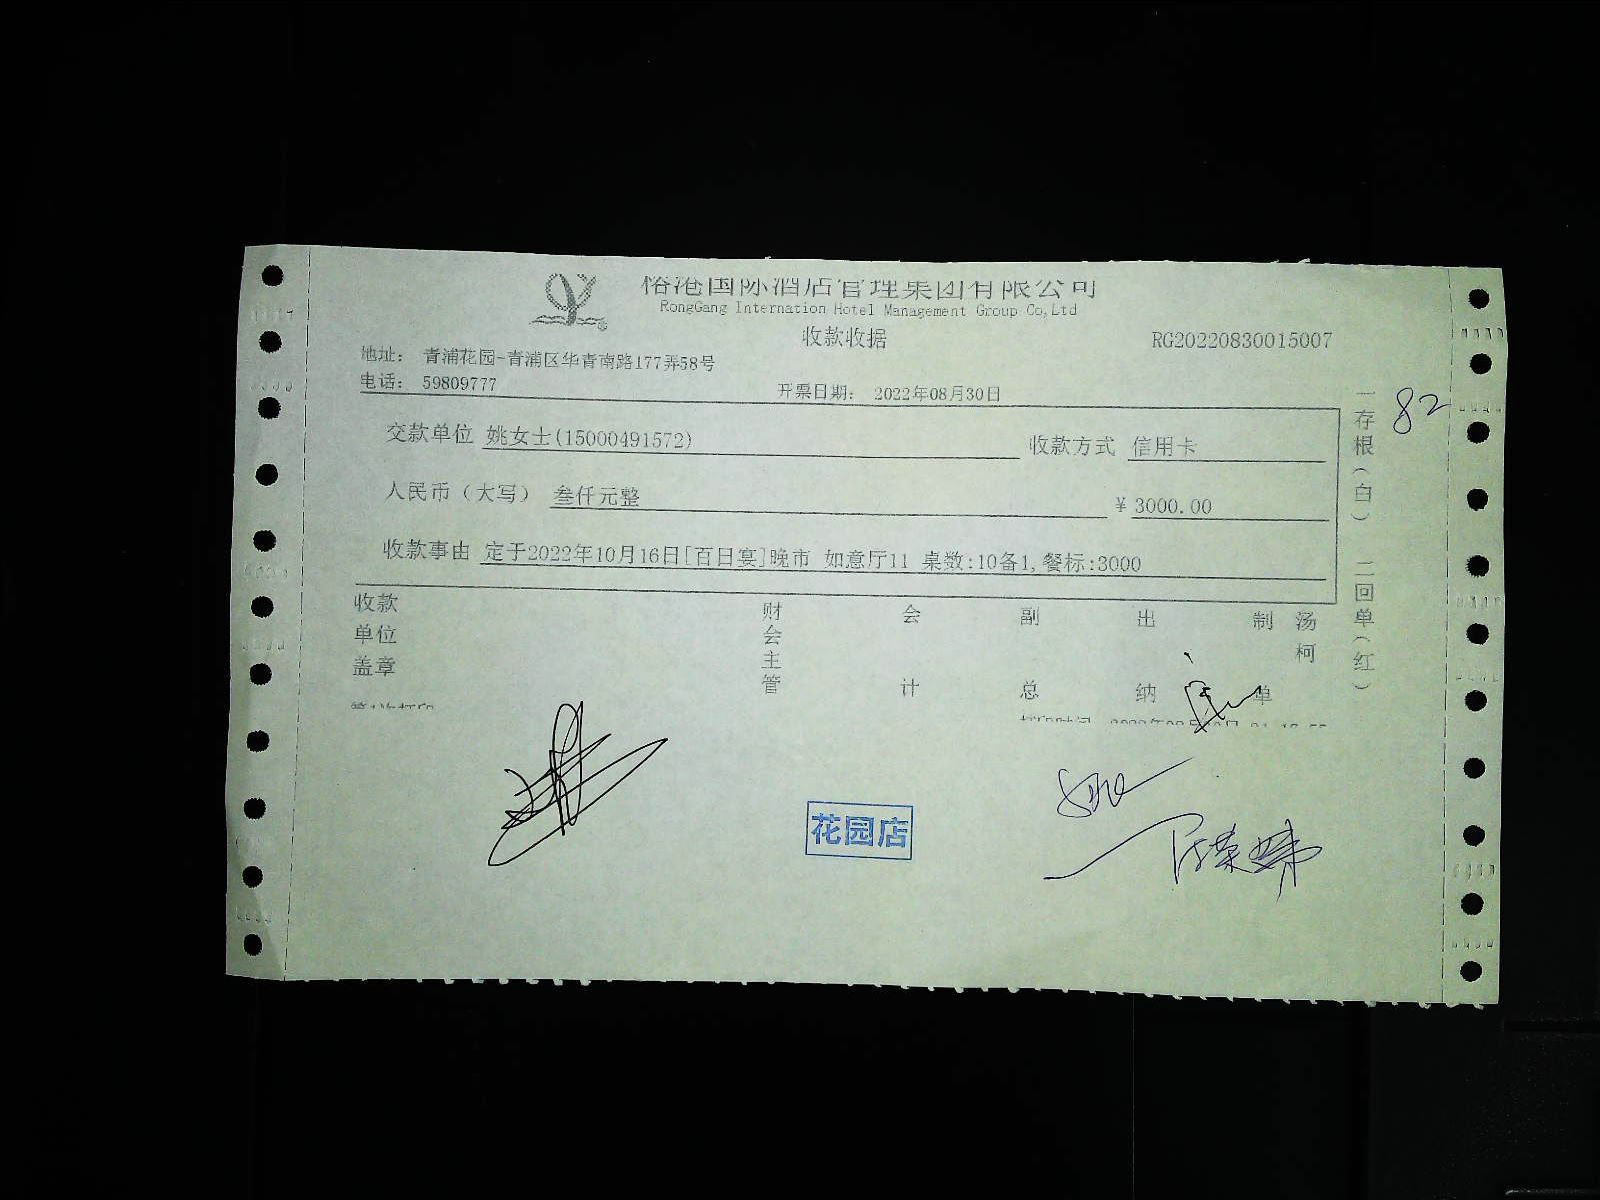 榕港国际酒店管理集团有限公司
RongGang Internation Hotel Management Group Co,Ltd
收款收据 RG20220830015007
地址： 青浦花园-青浦区华青南路177弄58号
电话： 59809777 开票日期： 2022年08月30日
交款单位 姚女士(15000491572) 收款方式 信用卡
人民币（大写） 叁仟元整 ￥3000.00
收款事由 定于2022年10月16日[百日宴]晚市 如意厅11 桌数:10备1,餐标:3000
收款单位盖章 财会主管 会计 副总 出纳 制单 汤柯
一存根（白） 二回单（红）
82
花园店